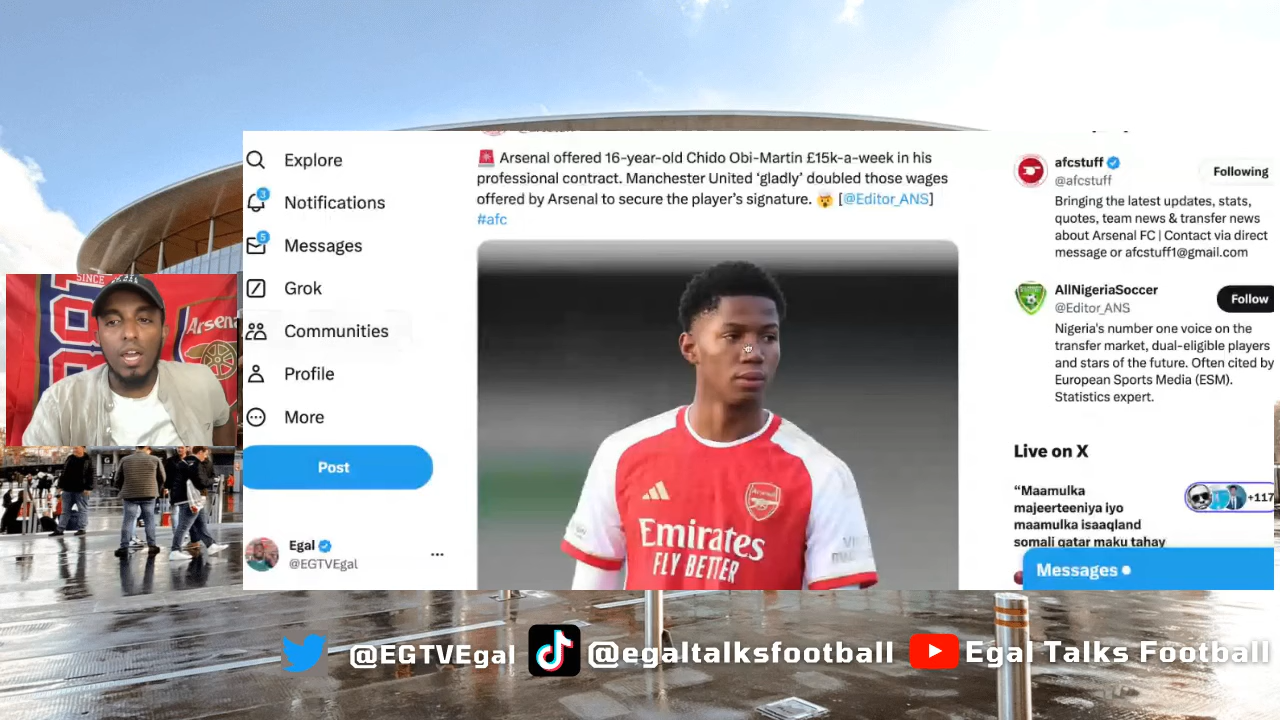 Explore
3
Notifications
5
Messages
Grok
Communities
Profile
More
Post
Egal
@EGTVEgal
Arsenal offered 16-year-old Chido Obi-Martin £15k-a-week in his
professional contract. Manchester United ‘gladly’ doubled those wages
offered by Arsenal to secure the player’s signature. 🤯 [@Editor_ANS]
#afc
Arsenal
Emirates
FLY BETTER
afcstuff
@afcstuff
Following
Bringing the latest updates, stats,
quotes, team news & transfer news
about Arsenal FC | Contact via direct
message or afcstuff1@gmail.com
AllNigeriaSoccer
@Editor_ANS
Follow
Nigeria's number one voice on the
transfer market, dual-eligible players
and stars of the future. Often cited by
European Sports Media (ESM).
Statistics expert.
Live on X
“Maamulka
majeerteeniya iyo
maamulka isaaqland
somali qatar maku tahay
+117
Messages
SINCE
Arsenal
@EGTVEgal
@egaltalksfootball
Egal Talks Football